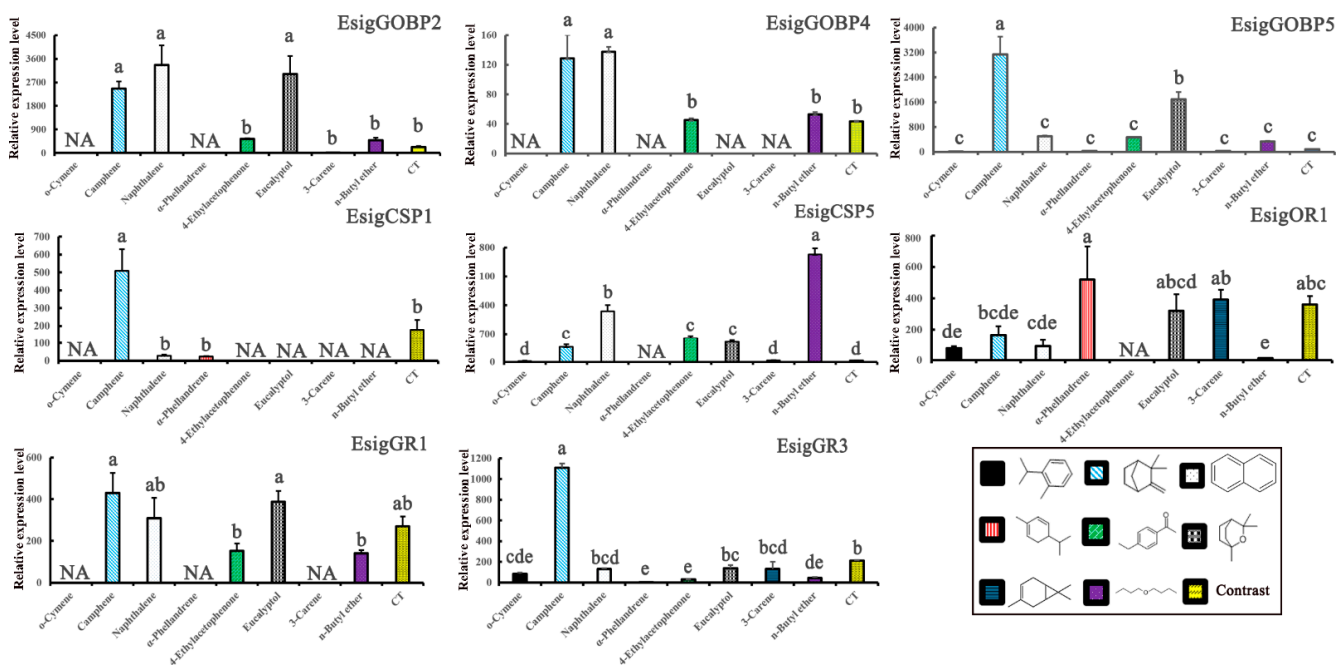 EsigGOBP2
Relative expression level
4500
3600
2700
1800
900
0
NA
a
a
NA
b
a
b
b
b
o-Cymene
Camphene
Naphthalene
α-Phellandrene
4-Ethylacetophonone
Eucalyptol
3-Carene
n-Butyl ether
CT
EsigGOBP4
Relative expression level
160
120
80
40
0
NA
a
a
NA
b
NA
NA
b
b
o-Cymene
Camphene
Naphthalene
α-Phellandrene
4-Ethylacetophenone
Eucalyptol
3-Carene
n-Butyl ether
CT
EsigGOBP5
Relative expression level
3200
2400
1600
800
0
c
a
c
c
c
b
c
c
c
o-Cymene
Camphene
Naphthalene
α-Phellandrene
4-Ethylacetophenone
Eucalyptol
3-Carene
n-Butyl ether
CT
EsigCSP1
Relative expression level
700
600
500
400
300
200
100
0
NA
a
b
b
NA
NA
NA
NA
b
o-Cymene
Camphene
Naphthalene
α-Phellandrene
4-Ethylacetophenone
Eucalyptol
3-Carene
n-Butyl ether
CT
EsigCSP5
Relative expression level
800
100
400
700
0
d
c
b
NA
c
c
d
a
d
o-Cymene
Camphene
Naphthalene
α-Phellandrene
4-Ethylacetophenone
Eucalyptol
3-Carene
n-Butyl ether
CT
EsigOR1
Relative expression level
800
600
400
200
0
de
bcde
cde
a
NA
abcd
ab
e
abc
o-Cymene
Camphene
Naphthalene
α-Phellandrene
4-Ethylacetophenone
Eucalyptol
3-Carene
n-Butyl ether
CT
EsigGR1
Relative expression level
600
400
200
0
NA
a
ab
NA
b
a
NA
b
ab
o-Cymene
Camphene
Naphthalene
α-Phellandrene
4-Ethylacetophenone
Eucalyptol
3-Carene
n-Butyl ether
CT
EsigGR3
Relative expression level
1200
1000
800
600
400
200
0
cde
a
bcd
e
e
bc
bcd
de
b
o-Cymene
Camphene
Naphthalene
α-Phellandrene
4-Ethylacetophenone
Eucalyptol
3-Carene
n-Butyl ether
CT
O
O
O
Contrast